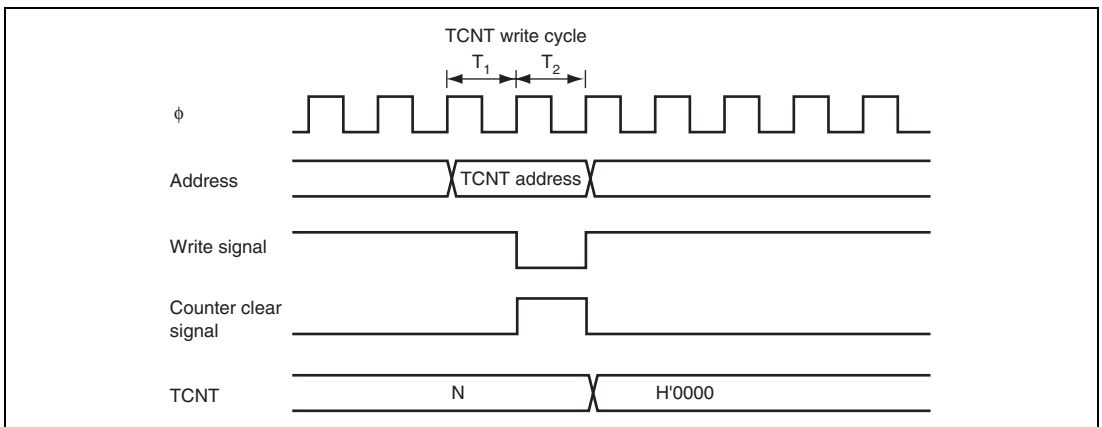 TCNT write cycle
T1 T2
φ
Address
TCNT address
Write signal
Counter clear
signal
TCNT
N
H'0000